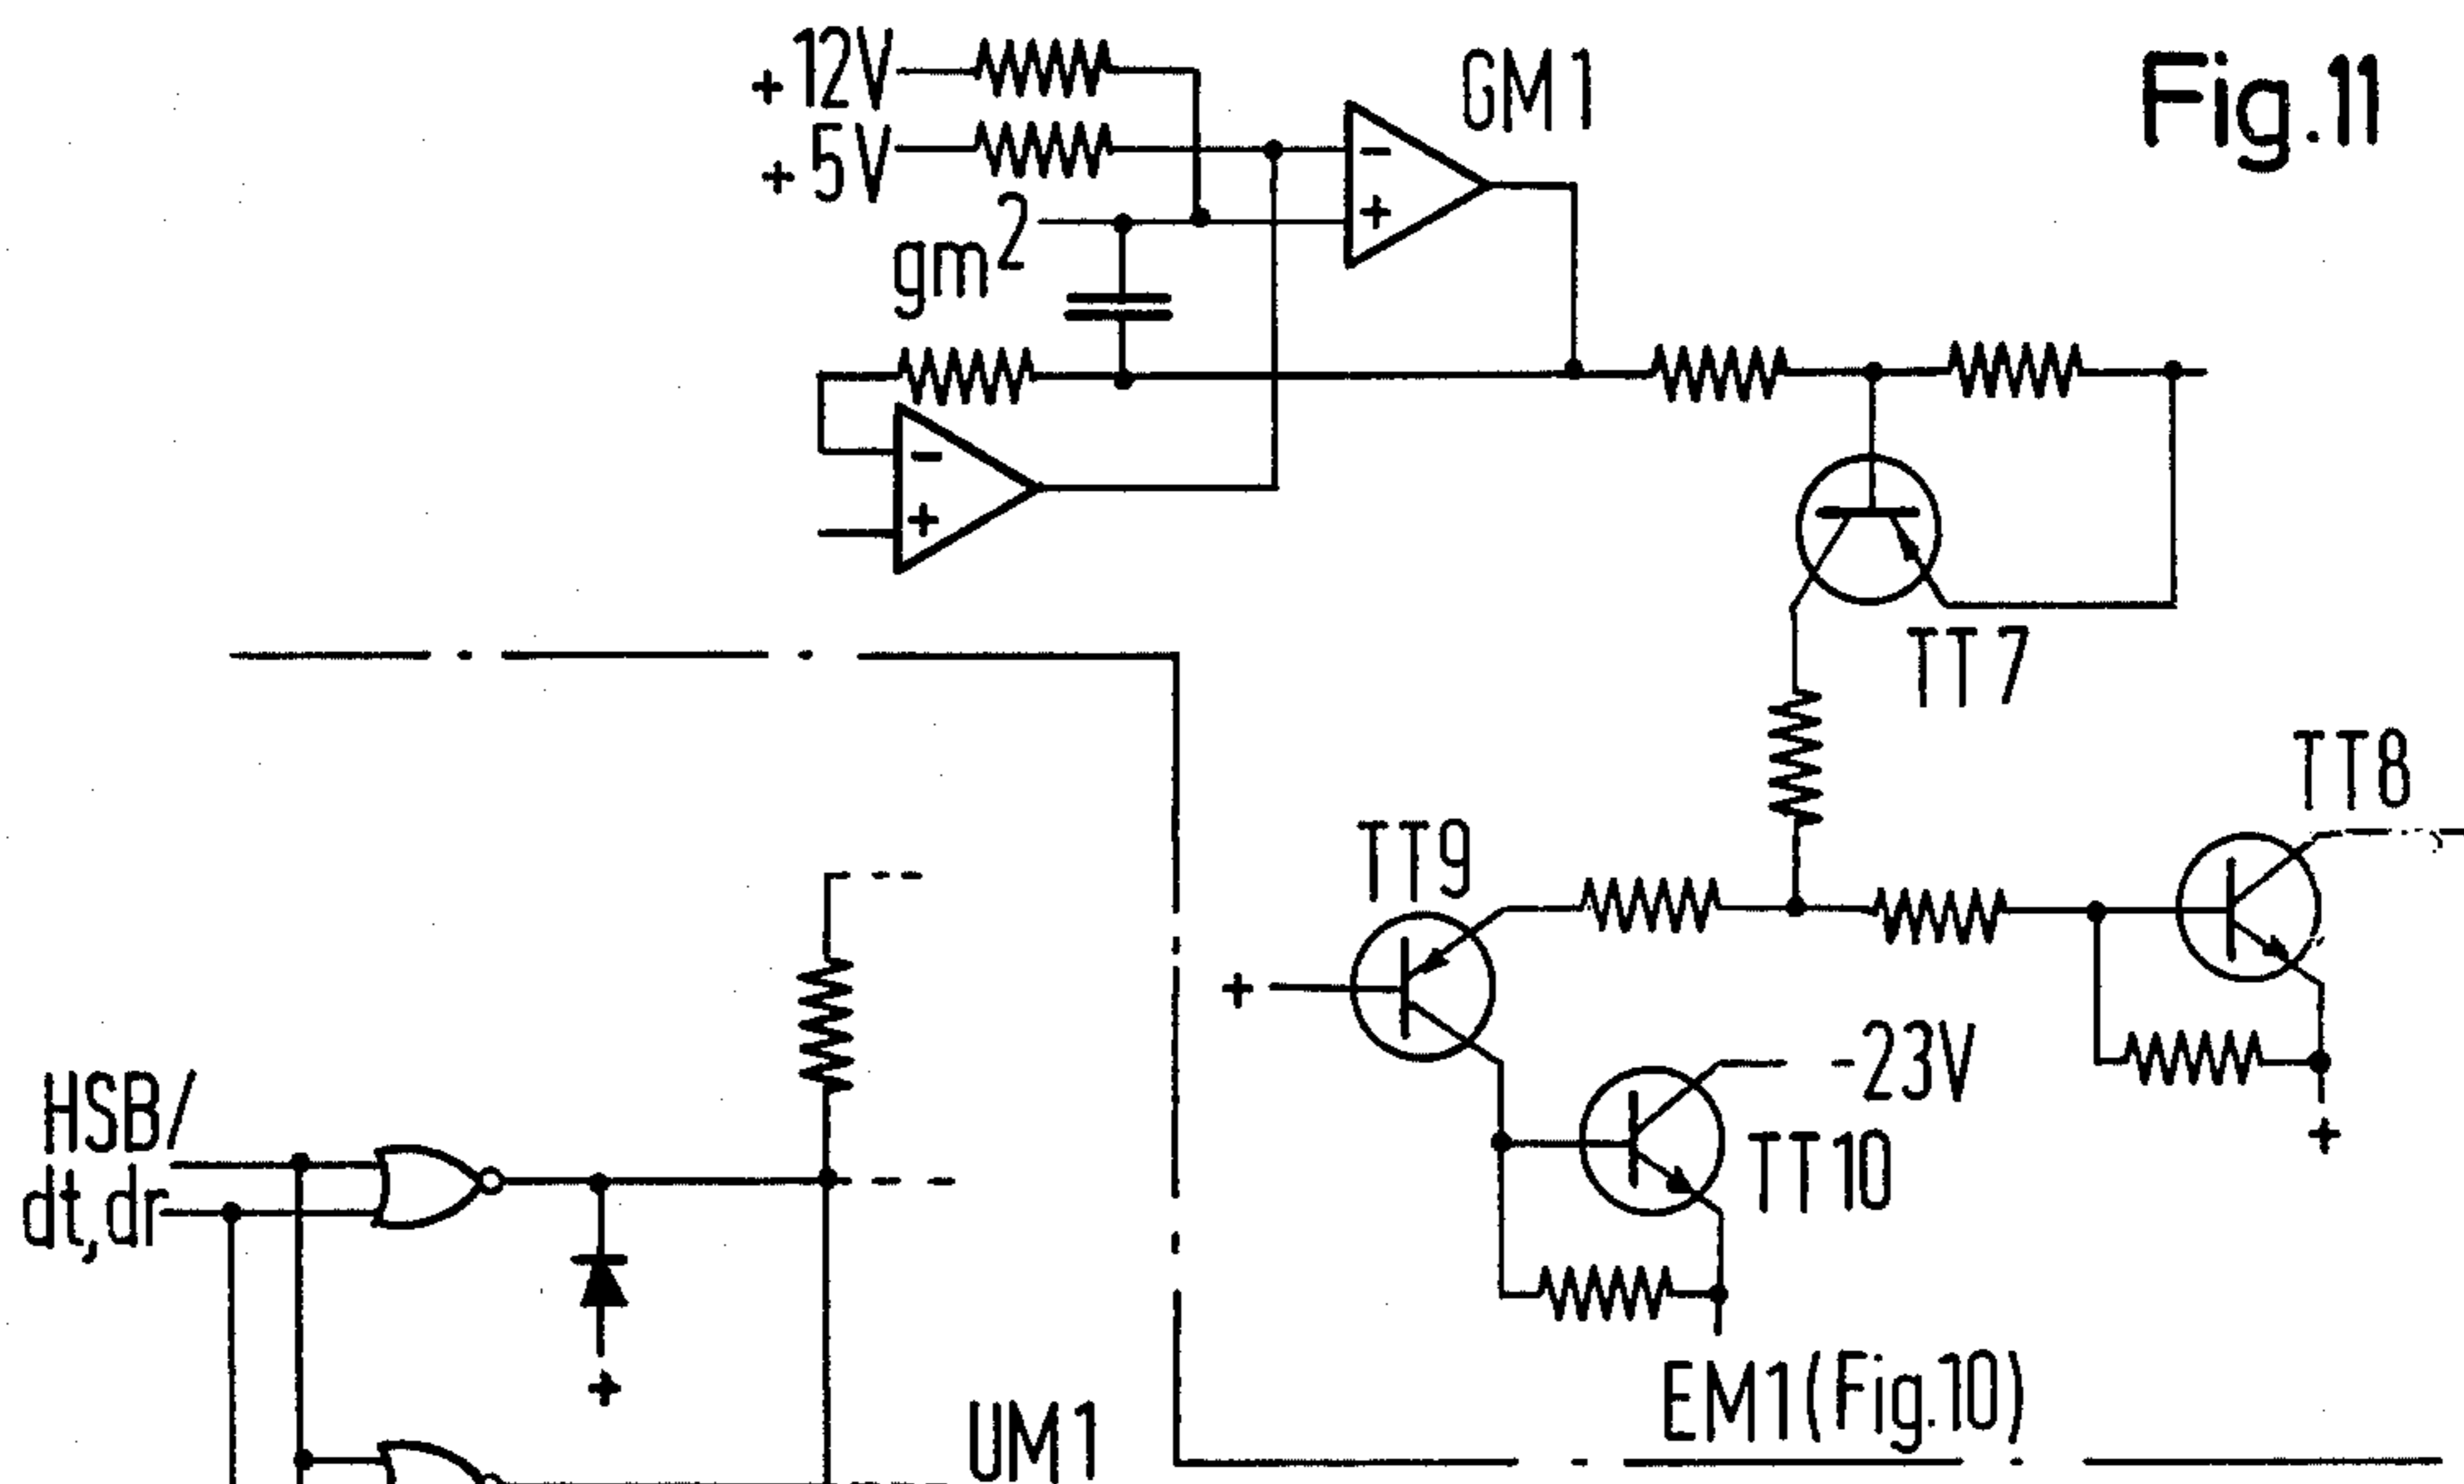 +12V
GM1
Fig.11
+5V
gm2
-
+
-
+
TT7
TT8
TT9
+
-23V
HSB/
dt,dr
TT10
+
+
EM1(Fig.10)
UM1